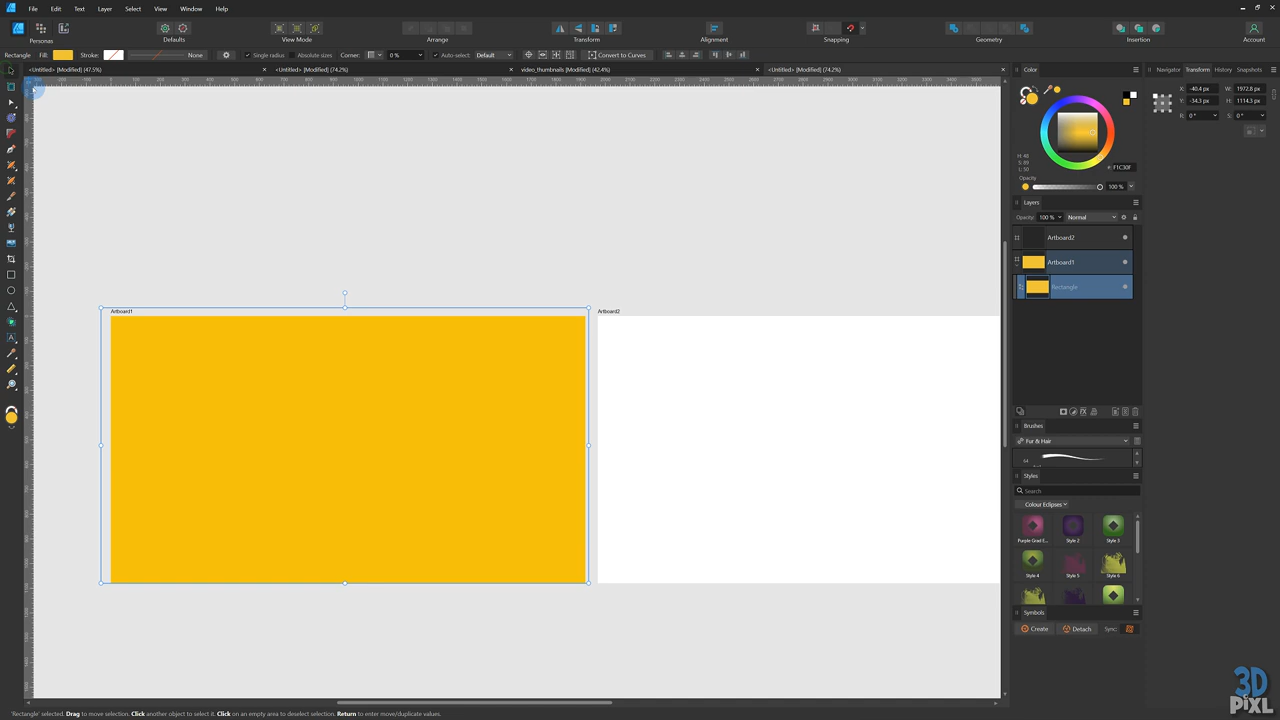 File Edit Text Layer Select View Window Help
Personas Defaults View Mode Arrange Transform Alignment Snapping Geometry Insertion Account
Rectangle Fill: Stroke: None Single radius Absolute sizes Corner: 0 % Auto-select: Default Convert to Curves
<Untitled> [Modified] (47.5%) <Untitled> [Modified] (74.2%) video_thumbnails [Modified] (42.4%) <Untitled> [Modified] (74.2%)
Color
Navigator Transform History Snapshots
X: -40.4 px W: 1972.8 px
Y: -34.3 px H: 1114.3 px
R: 0 ° S: 0 °
H: 48
S: 89
L: 50
# F1C30F
Opacity
100 %
Layers
Opacity: 100 % Normal
Artboard2
Artboard1
Rectangle
Artboard1 Artboard2
Brushes
Fur & Hair
64
Styles
Search
Colour Eclipses
Purple Grad E... Style 2 Style 3
Style 4 Style 5 Style 6
Symbols
Create Detach Sync:
3D
PIXL
'Rectangle' selected. Drag to move selection. Click another object to select it. Click on an empty area to deselect selection. Return to enter move/duplicate values.